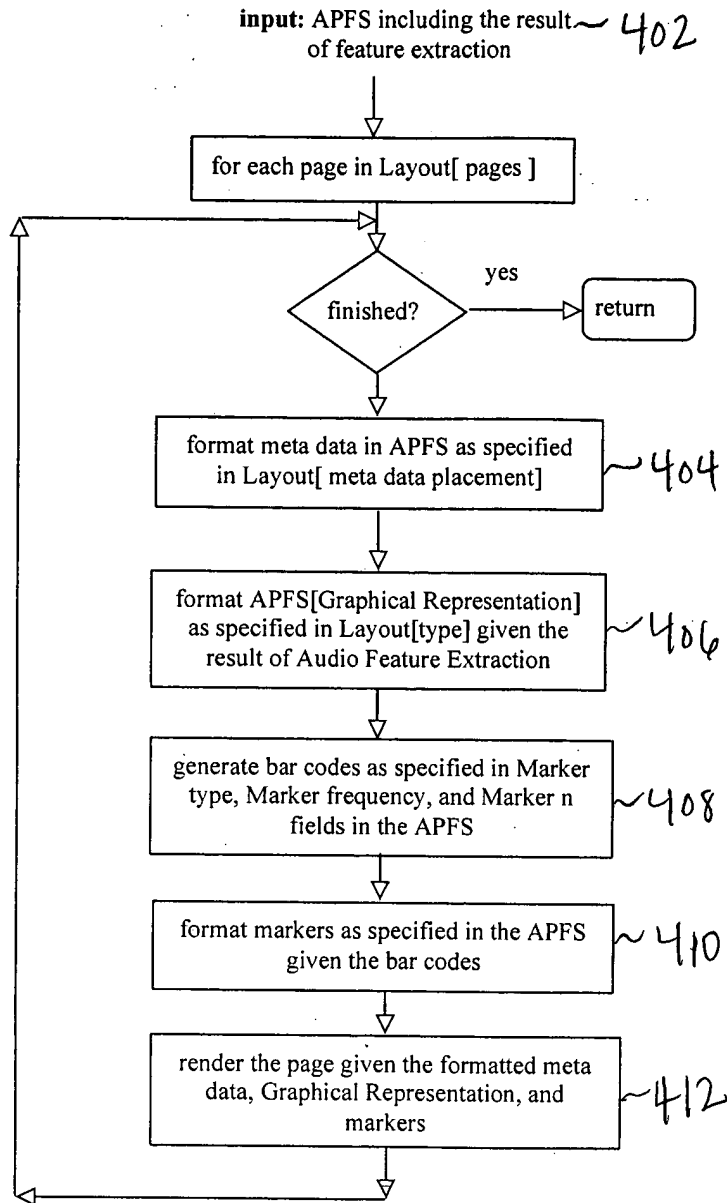 input: APFS including the result 402
of feature extraction
for each page in Layout[ pages ]
finished?
yes
return
format meta data in APFS as specified
in Layout[ meta data placement]
404
format APFS[Graphical Representation]
as specified in Layout[type] given the
result of Audio Feature Extraction
406
generate bar codes as specified in Marker
type, Marker frequency, and Marker n
fields in the APFS
408
format markers as specified in the APFS
given the bar codes
410
render the page given the formatted meta
data, Graphical Representation, and
markers
412